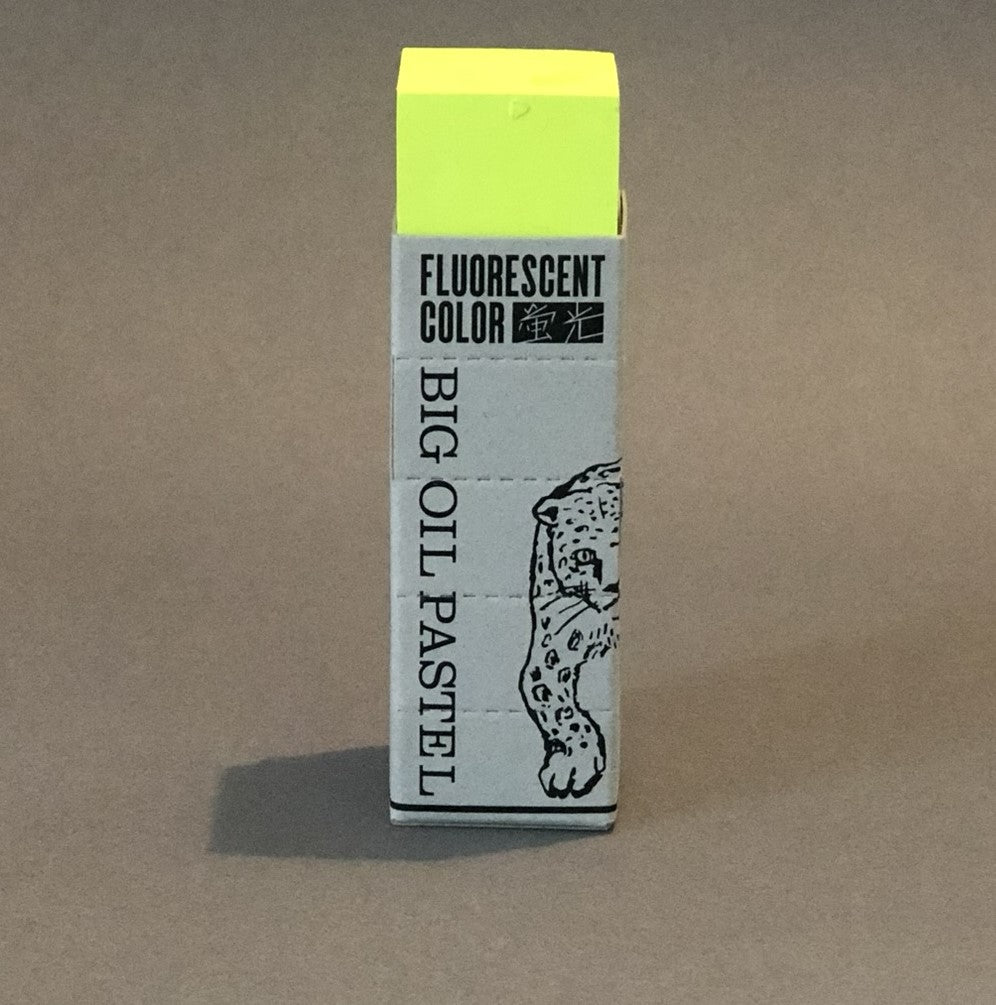 FLUORESCENT
COLOR 蛍光
BIG OIL PASTEL